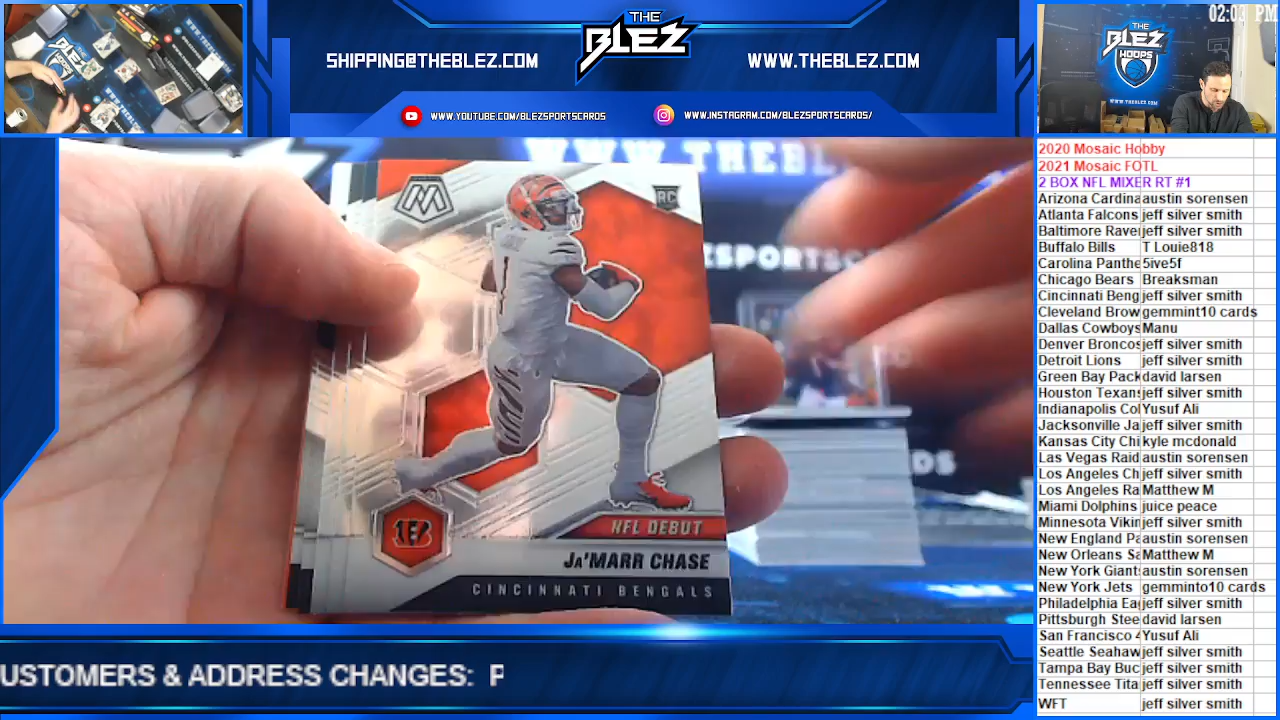 02:03 PM
THE
BLEZ
SHIPPING@THEBLEZ.COM
WWW.THEBLEZ.COM
WWW.YOUTUBE.COM/BLEZSPORTSCARDS
WWW.INSTAGRAM.COM/BLEZSPORTSCARDS/
THE
BLEZ
HOOPS
WWW.THEBLEZ.COM
RC
1
NFL DEBUT
JA'MARR CHASE
CINCINNATI BENGALS
2020 Mosaic Hobby
2021 Mosaic FOTL
2 BOX NFL MIXER RT #1
Arizona Cardina austin sorensen
Atlanta Falcons jeff silver smith
Baltimore Rave jeff silver smith
Buffalo Bills T Louie818
Carolina Panthe 5ive5f
Chicago Bears Breaksman
Cincinnati Beng jeff silver smith
Cleveland Brow gemmint10 cards
Dallas Cowboys Manu
Denver Broncos jeff silver smith
Detroit Lions jeff silver smith
Green Bay Pack david larsen
Houston Texans jeff silver smith
Indianapolis Col Yusuf Ali
Jacksonville Ja jeff silver smith
Kansas City Chi kyle mcdonald
Las Vegas Raid austin sorensen
Los Angeles Ch jeff silver smith
Los Angeles Ra Matthew M
Miami Dolphins juice peace
Minnesota Vikin jeff silver smith
New England Pa austin sorensen
New Orleans Sa Matthew M
New York Giant austin sorensen
New York Jets gemminto10 cards
Philadelphia Ea jeff silver smith
Pittsburgh Stee david larsen
San Francisco 4 Yusuf Ali
Seattle Seahaw jeff silver smith
Tampa Bay Buc jeff silver smith
Tennessee Tita jeff silver smith
WFT jeff silver smith
USTOMERS & ADDRESS CHANGES: P